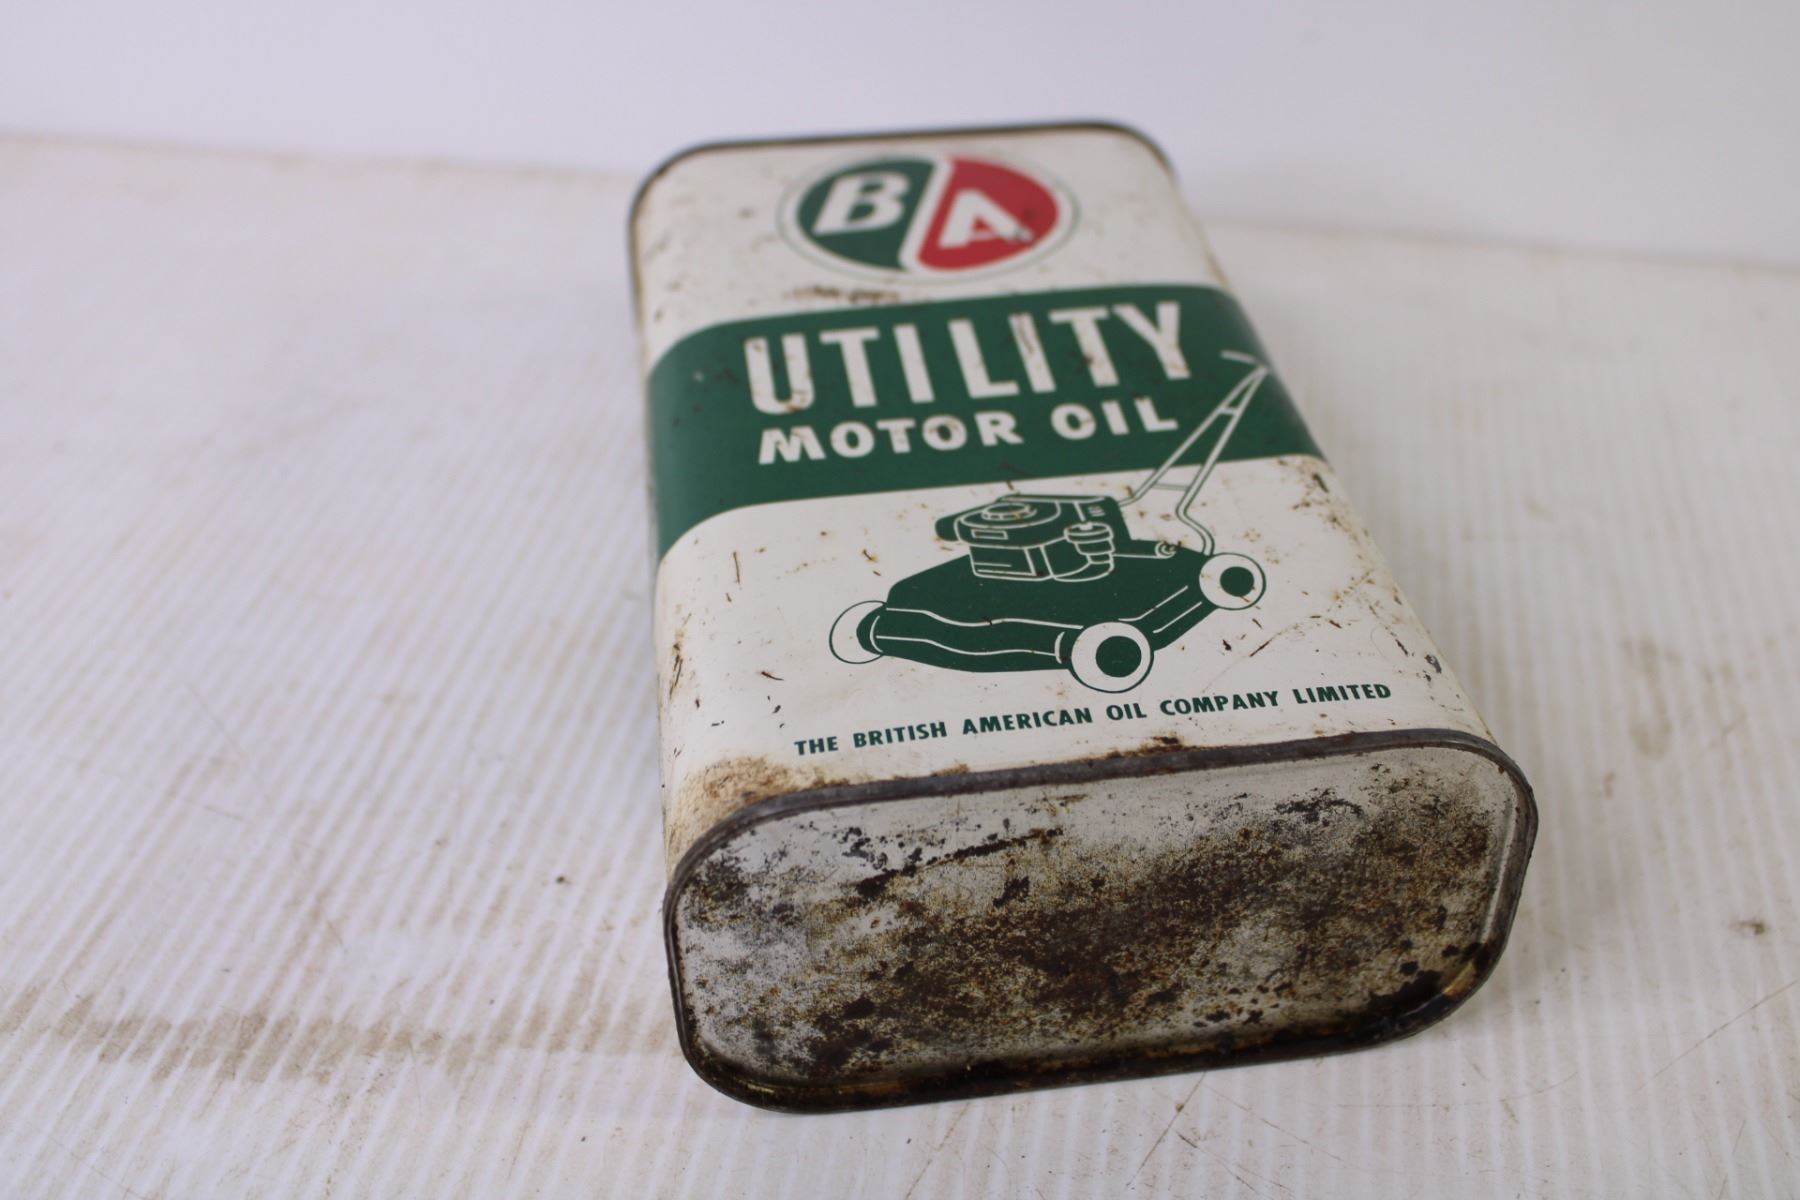 BA
UTILITY
MOTOR OIL
THE BRITISH AMERICAN OIL COMPANY LIMITED